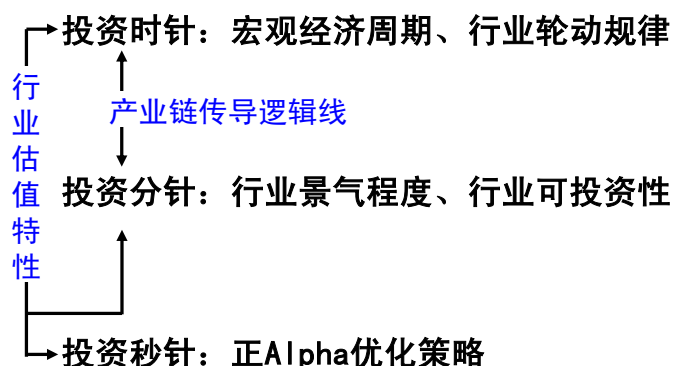 投资时针：宏观经济周期、行业轮动规律
产业链传导逻辑线
行业估值特性
投资分针：行业景气程度、行业可投资性
投资秒针：正Alpha优化策略